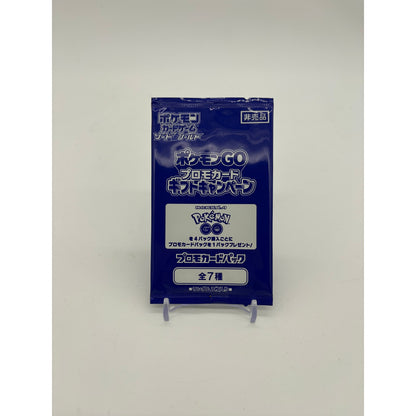 ポケモン
カードゲーム
ソード&シールド
非売品
ポケモンGO
プロモカード
ギフトキャンペーン
Pokémon
GO
を4パック購入ごとに
プロモカードパックを1パックプレゼント!
プロモカードパック
全7種